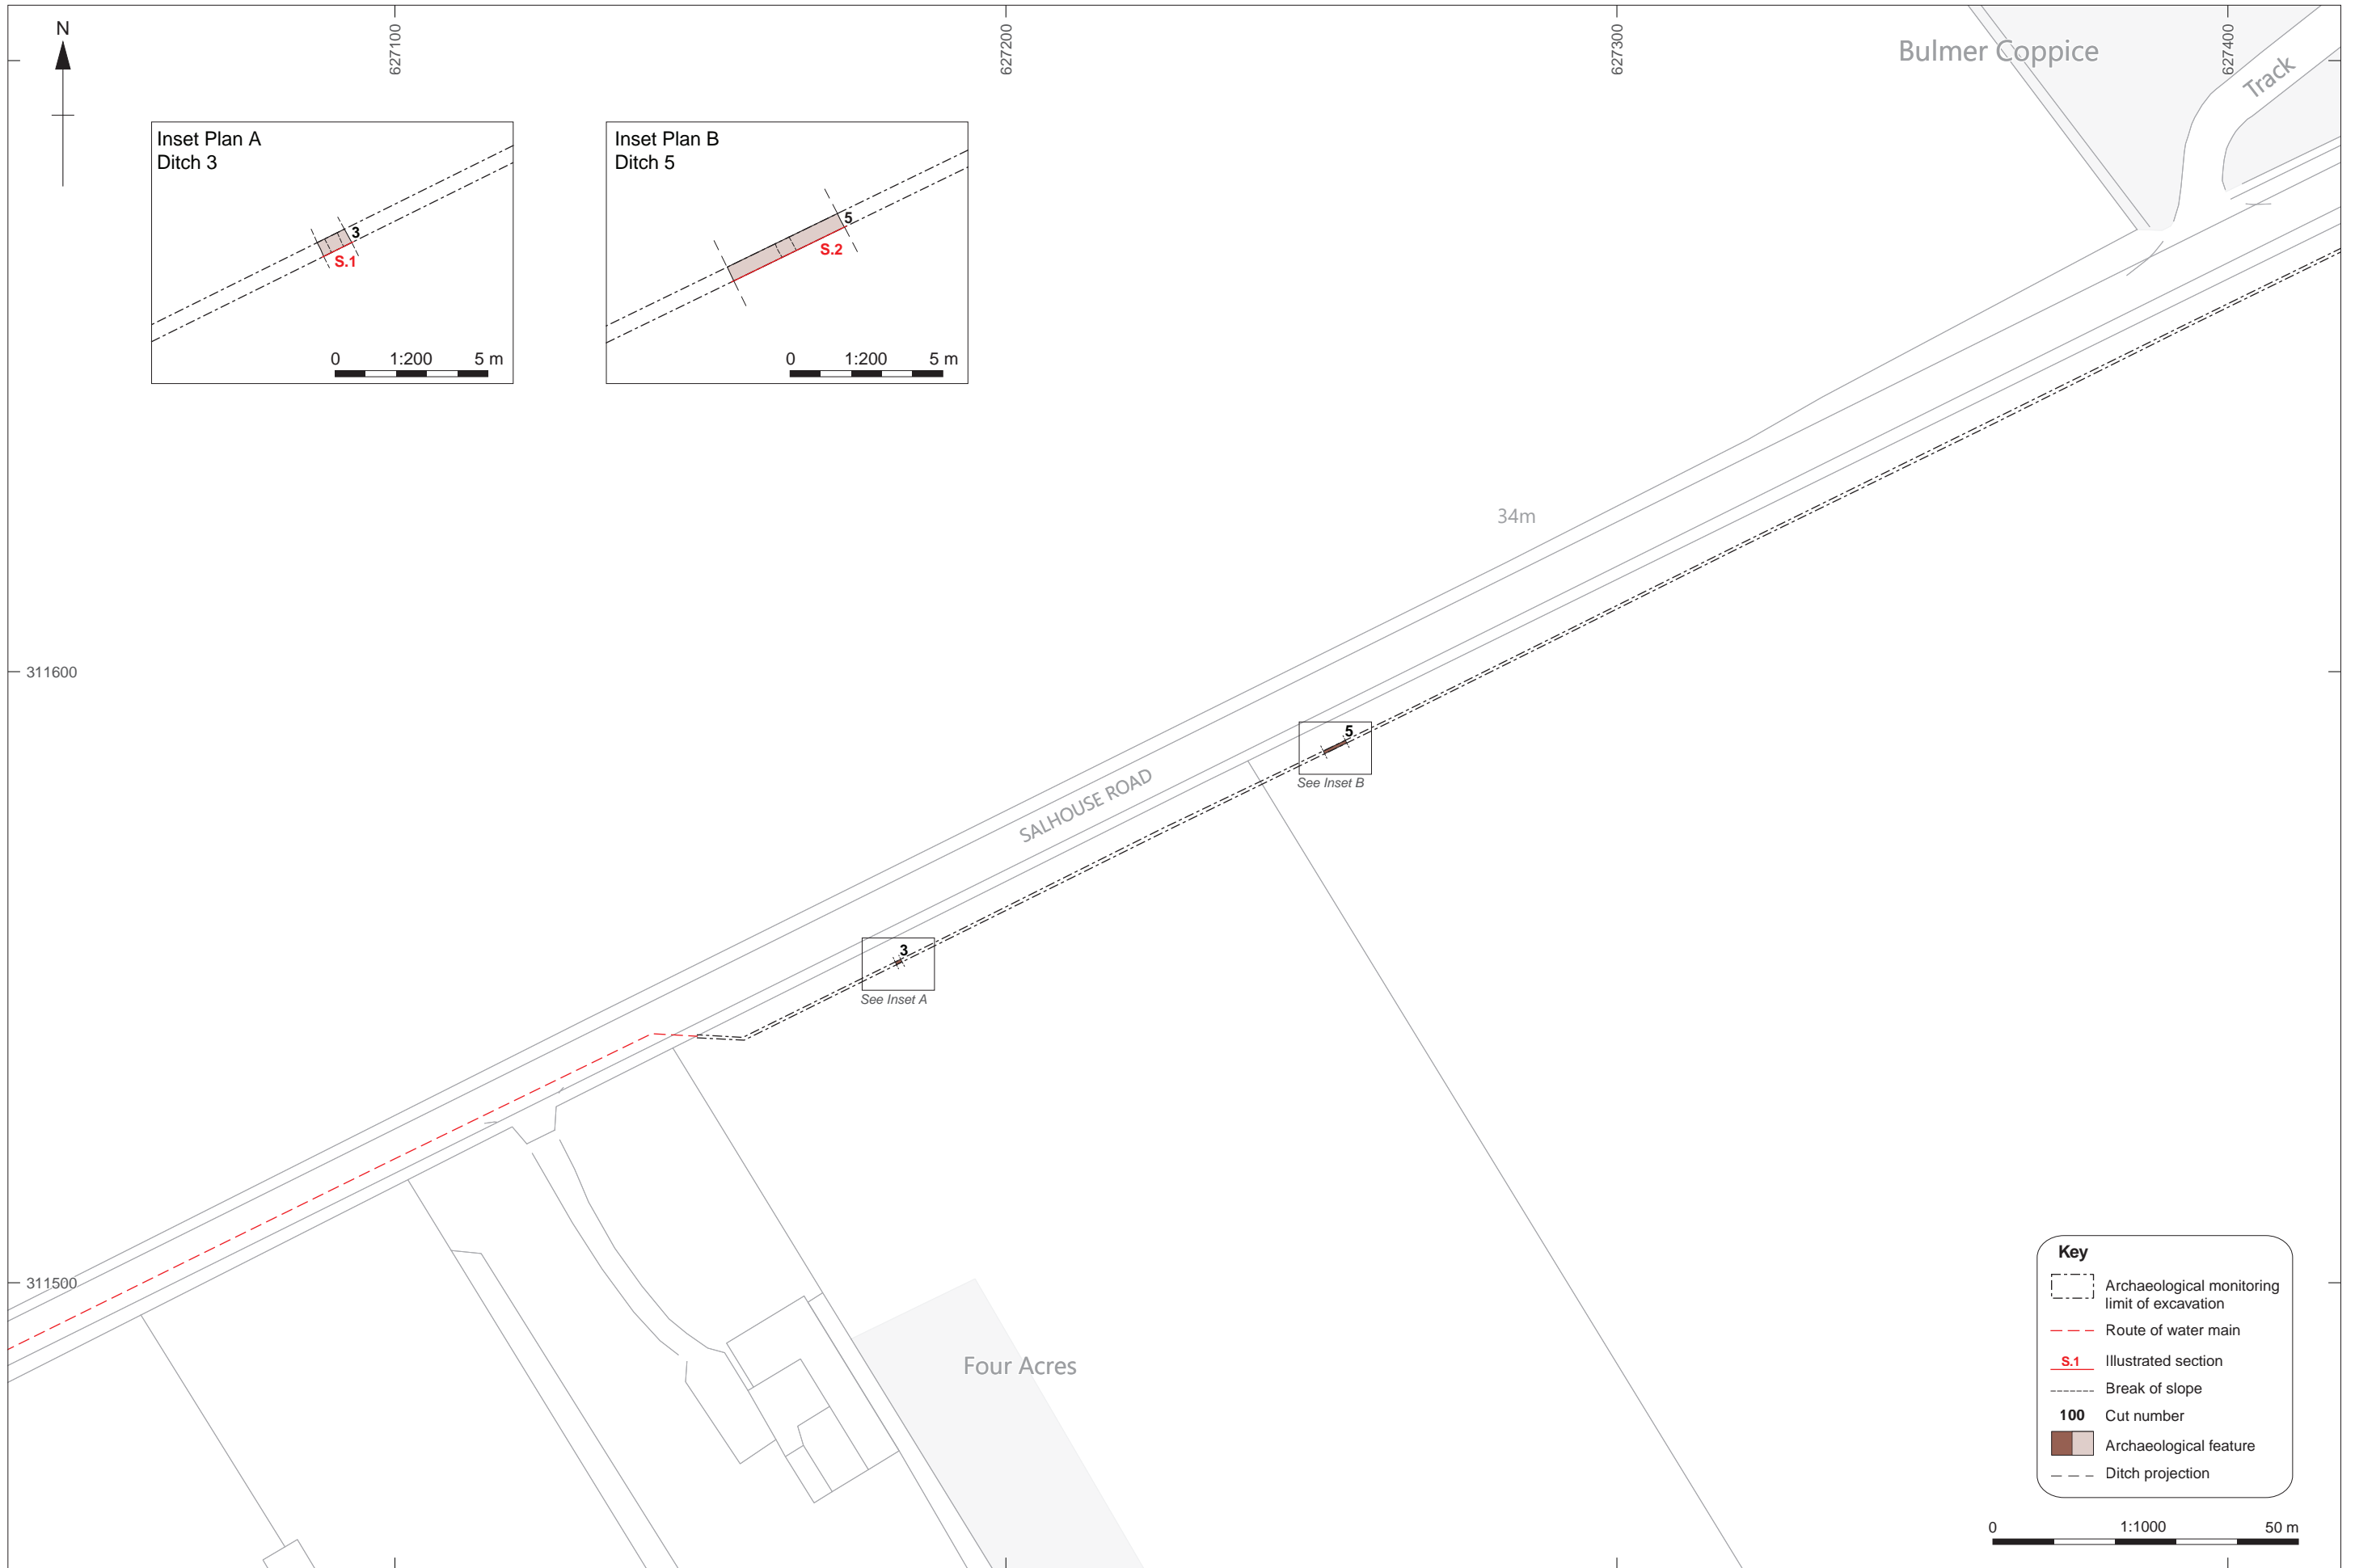 N
627100
627200
627300
627400
Bulmer Coppice
Track
Inset Plan A
Ditch 3
3
S.1
0 1:200 5 m
Inset Plan B
Ditch 5
5
S.2
0 1:200 5 m
34m
311600
5
See Inset B
SALHOUSE ROAD
3
See Inset A
311500
Four Acres
Key
Archaeological monitoring
limit of excavation
Route of water main
S.1 Illustrated section
Break of slope
100 Cut number
Archaeological feature
Ditch projection
0 1:1000 50 m